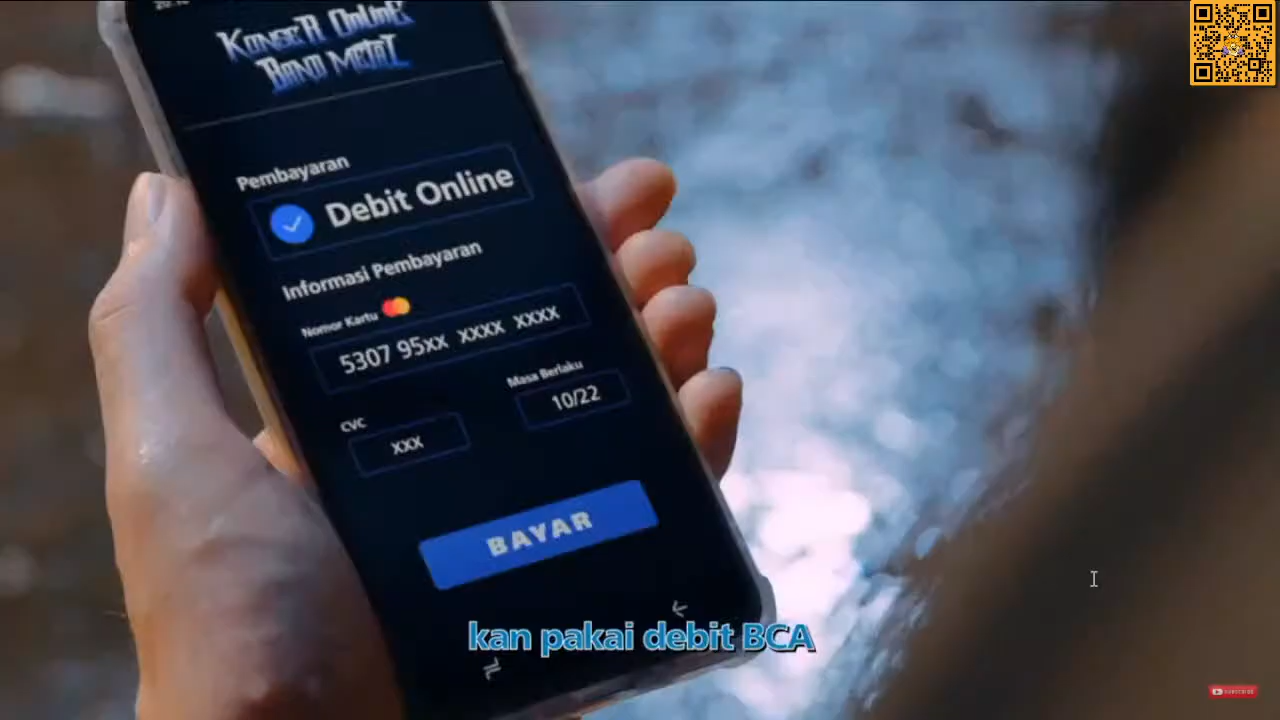 KONSER ONLINE
BAND METAL
Pembayaran
Debit Online
Informasi Pembayaran
Nomor Kartu
5307 95xx xxxx xxxx
Masa Berlaku
10/22
CVC
xxx
BAYAR
kan pakai debit BCA